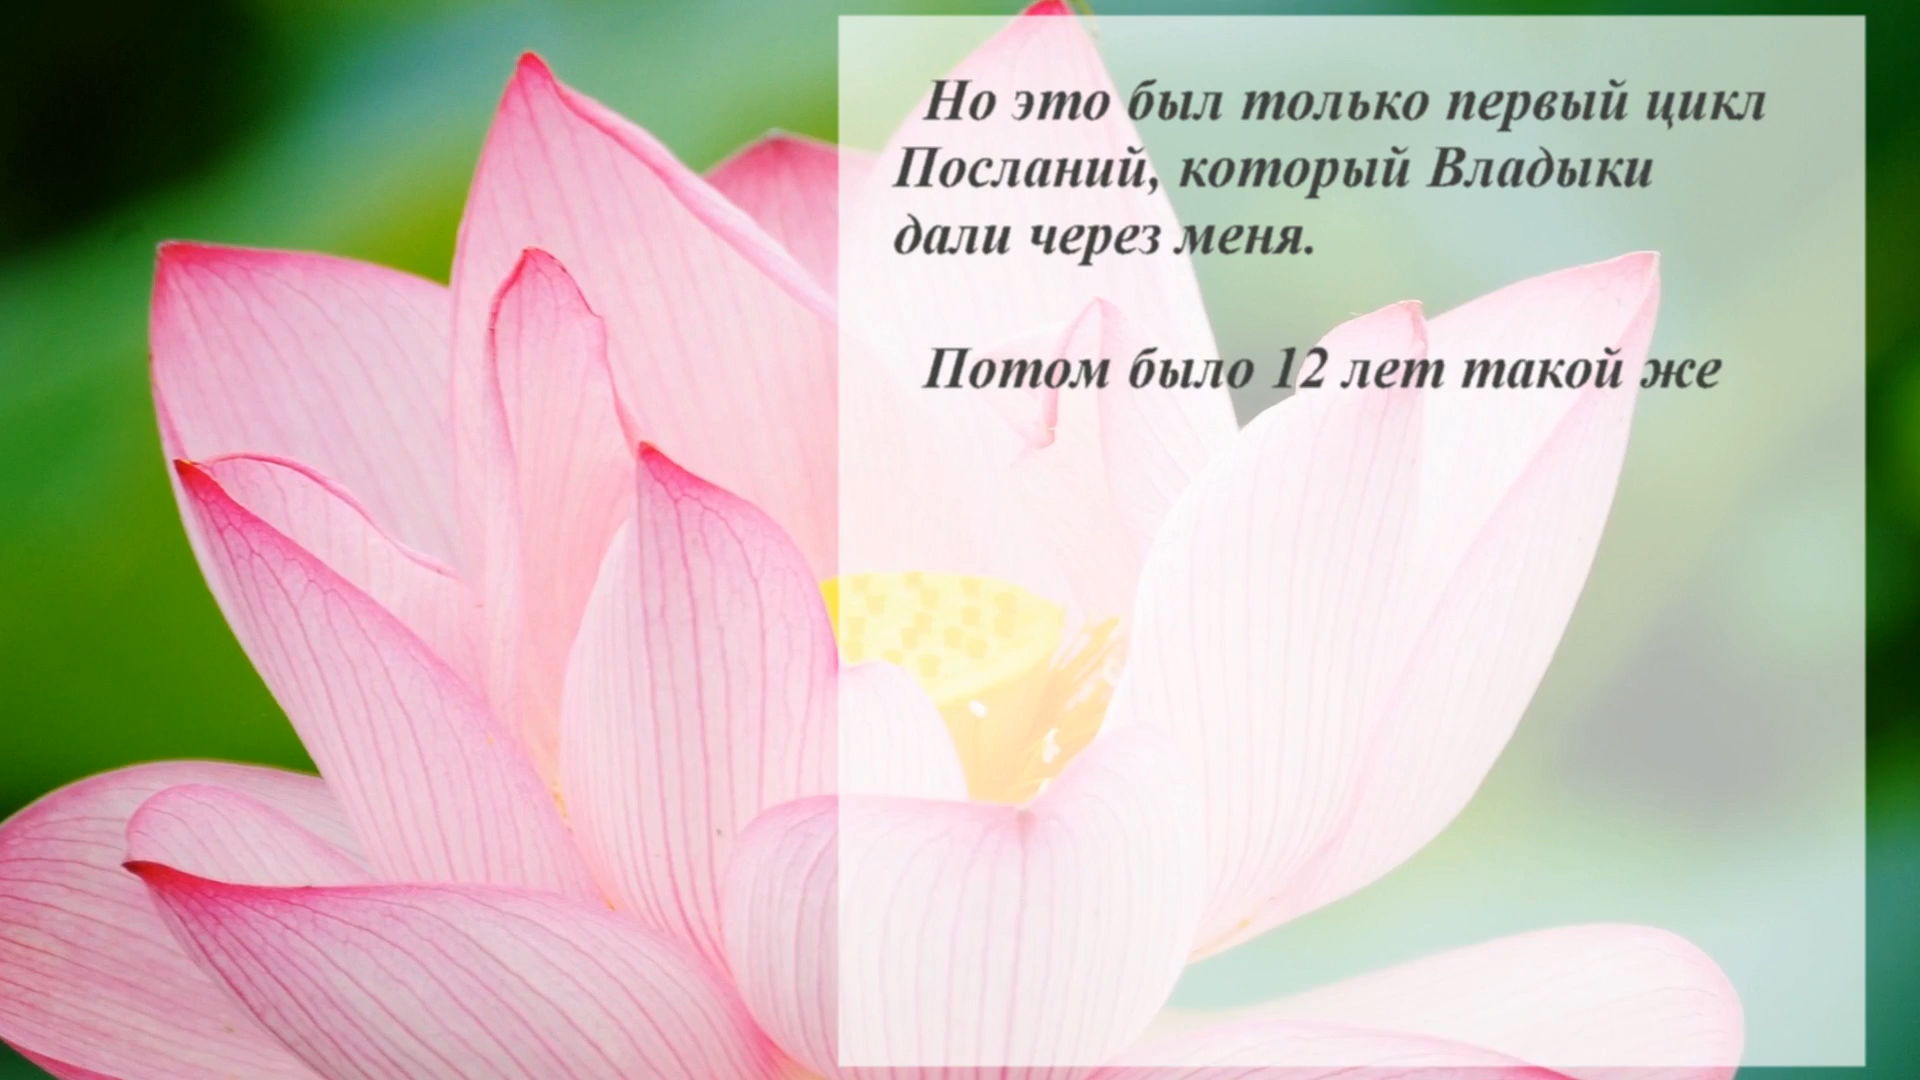 Но это был только первый цикл
Посланий, который Владыки
дали через меня.
Потом было 12 лет такой же